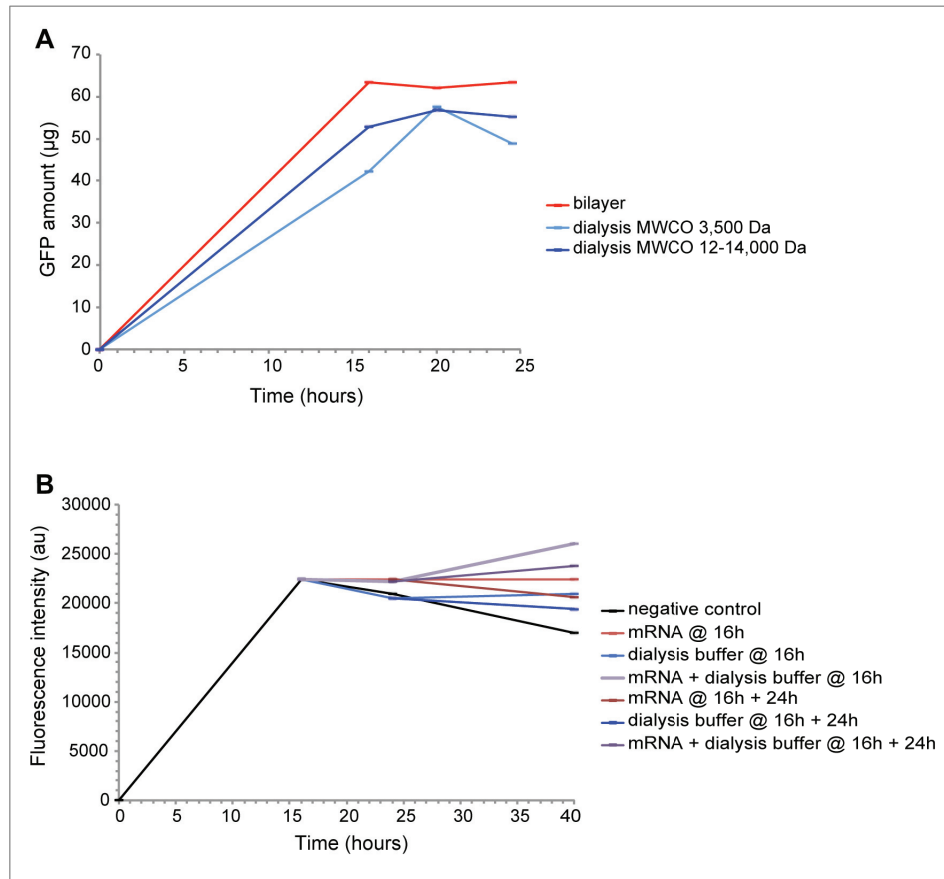 A
70
60
50
40
30
20
10
0
GFP amount (µg)
0 5 10 15 20 25
Time (hours)
bilayer
dialysis MWCO 3,500 Da
dialysis MWCO 12-14,000 Da
B
30000
25000
20000
15000
10000
5000
0
Fluorescence intensity (au)
0 5 10 15 20 25 30 35 40
Time (hours)
negative control
mRNA @ 16h
dialysis buffer @ 16h
mRNA + dialysis buffer @ 16h
mRNA @ 16h + 24h
dialysis buffer @ 16h + 24h
mRNA + dialysis buffer @ 16h + 24h